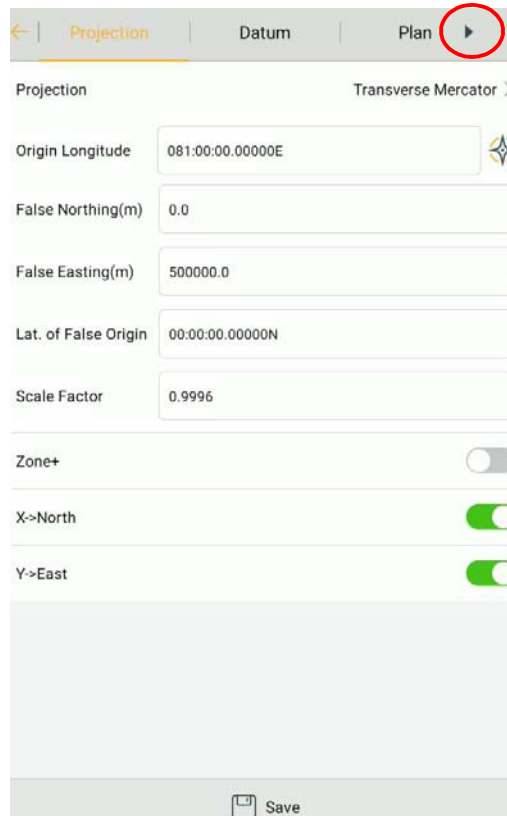 Projection Datum Plan
Projection Transverse Mercator
Origin Longitude 081:00:00.00000E
False Northing(m) 0.0
False Easting(m) 500000.0
Lat. of False Origin 00:00:00.00000N
Scale Factor 0.9996
Zone+
X->North
Y->East
Save